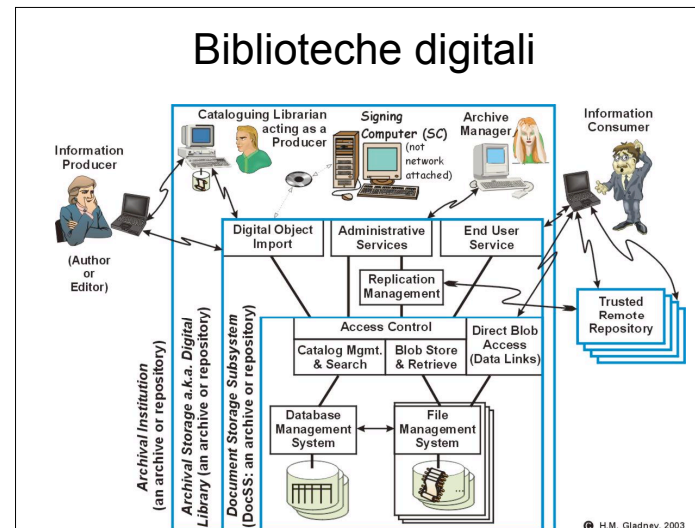 Biblioteche digitali
Information
Producer
(Author
or
Editor)
Cataloguing Librarian
acting as a
Producer
Signing
Computer (SC)
(not
network
attached)
Archive
Manager
Information
Consumer
Digital Object
Import
Administrative
Services
End User
Service
Replication
Management
Trusted
Remote
Repository
Access Control
Catalog Mgmt.
& Search
Blob Store
& Retrieve
Direct Blob
Access
(Data Links)
Database
Management
System
File
Management
System
...
Archival Institution
(an archive or repository)
Archival Storage a.k.a. Digital
Library (an archive or repository)
Document Storage Subsystem
(DocSS: an archive or repository)
© H.M. Gladney, 2003